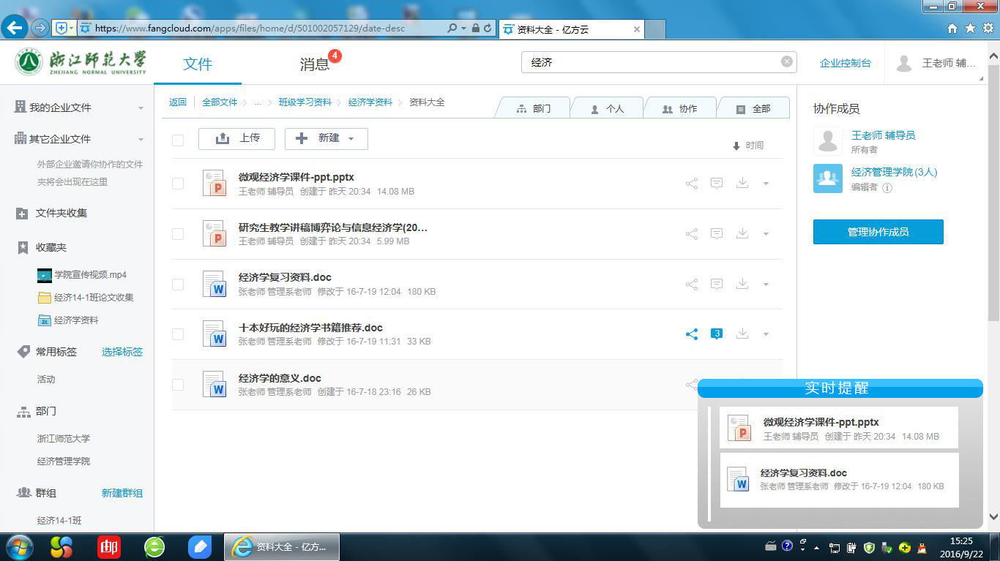 https://www.fangcloud.com/apps/files/home/d/501002057129/date-desc
资料大全 - 亿方云
浙江师范大学
ZHEJIANG NORMAL UNIVERSITY
文件
消息
4
经济
企业控制台
王老师 辅...
我的企业文件
其它企业文件
外部企业邀请你协作的文件
夹将会出现在这里
文件夹收集
收藏夹
学院宣传视频.mp4
经济14-1班论文收集
经济学资料
常用标签 选择标签
活动
部门
浙江师范大学
经济管理学院
群组 新建群组
经济14-1班
返回 全部文件 ... 班级学习资料 经济学资料 资料大全
部门 个人 协作 全部
上传 新建
时间
微观经济学课件-ppt.pptx
王老师 辅导员 创建于 昨天 20:34 14.08 MB
研究生教学讲稿博弈论与信息经济学(20...
王老师 辅导员 创建于 昨天 20:34 5.99 MB
经济学复习资料.doc
张老师 管理系老师 修改于 16-7-19 12:04 180 KB
十本好玩的经济学书籍推荐.doc
张老师 管理系老师 修改于 16-7-19 11:31 33 KB
3
经济学的意义.doc
张老师 管理系老师 创建于 16-7-18 23:16 26 KB
协作成员
王老师 辅导员
所有者
经济管理学院(3人)
编辑者
管理协作成员
实时提醒
微观经济学课件-ppt.pptx
王老师 辅导员 创建于 昨天 20:34 14.08 MB
经济学复习资料.doc
张老师 管理系老师 修改于 16-7-19 12:04 180 KB
邮
资料大全 - 亿方...
15:25
2016/9/22